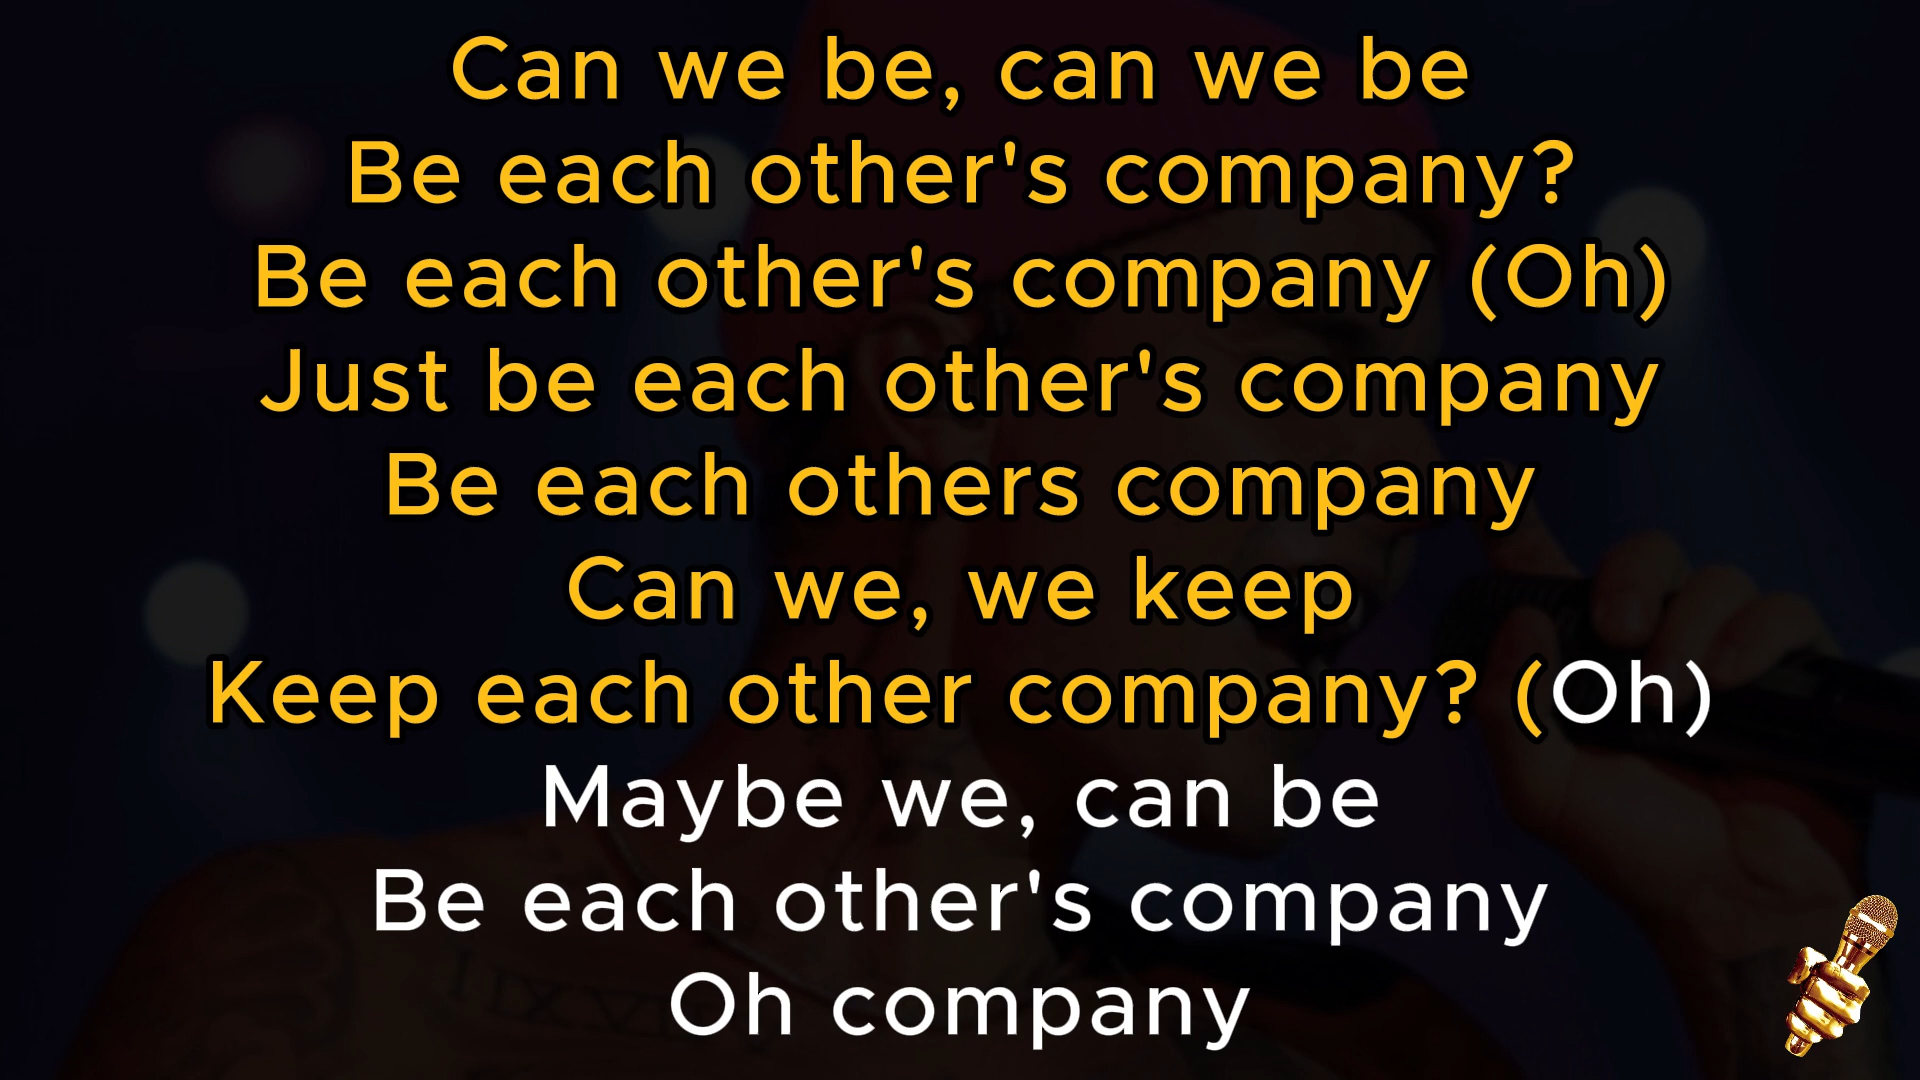 Can we be, can we be
Be each other's company?
Be each other's company (Oh)
Just be each other's company
Be each others company
Can we, we keep
Keep each other company? (Oh)
Maybe we, can be
Be each other's company
Oh company